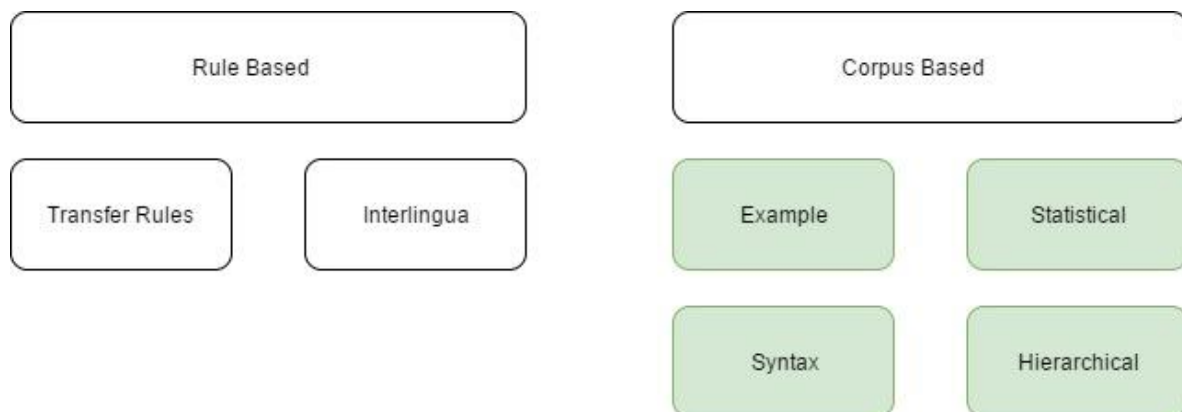 Rule Based
Corpus Based
Transfer Rules
Interlingua
Example
Statistical
Syntax
Hierarchical